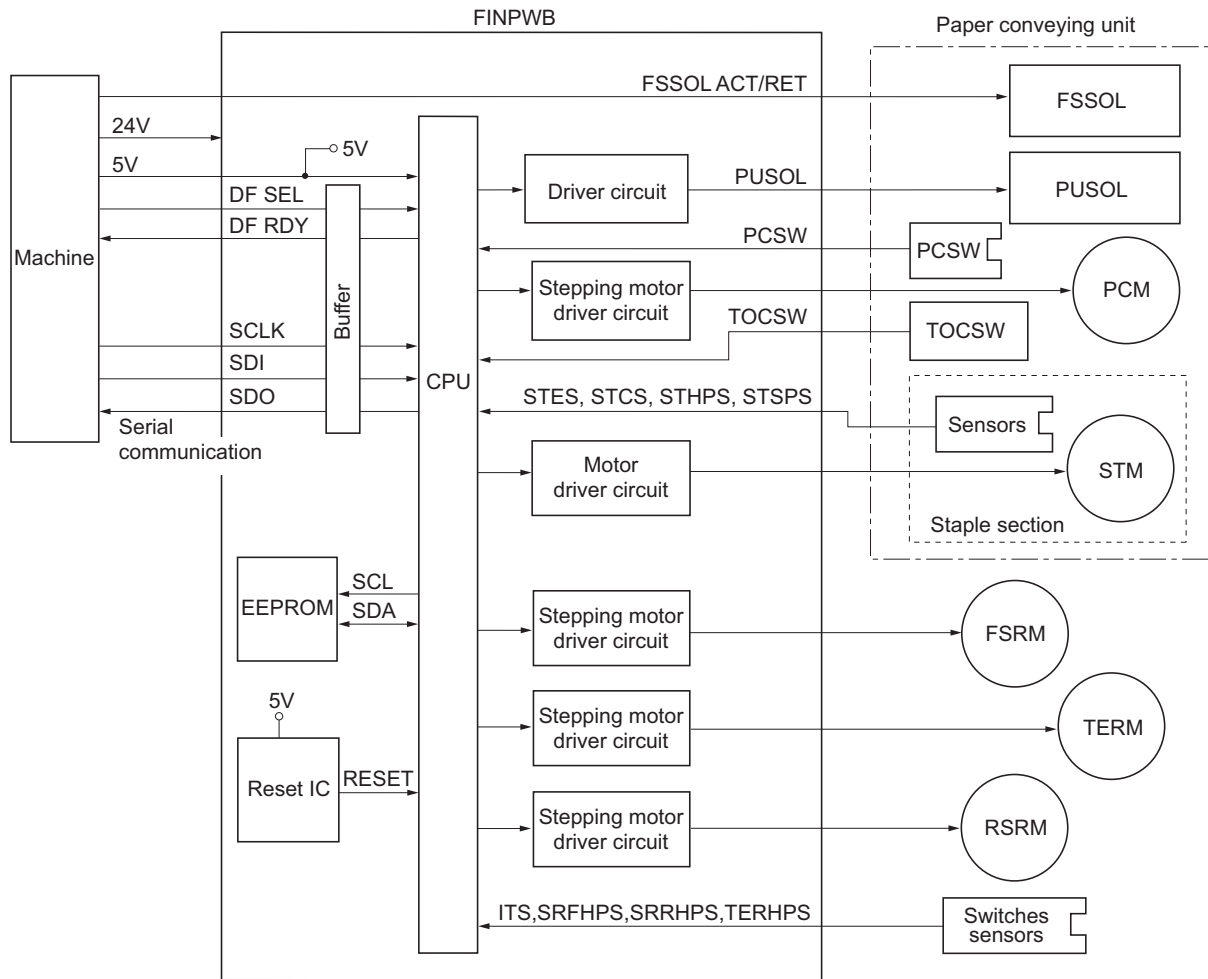 FINPWB
Paper conveying unit
FSSOL ACT/RET
FSSOL
24V
5V
5V
DF SEL
Driver circuit
PUSOL
PUSOL
DF RDY
PCSW
PCSW
Machine
Buffer
Stepping motor
driver circuit
PCM
TOCSW
TOCSW
SCLK
SDI
CPU
SDO
STES, STCS, STHPS, STSPS
Sensors
Serial
communication
Motor
driver circuit
STM
Staple section
EEPROM
SCL
SDA
Stepping motor
driver circuit
FSRM
5V
Stepping motor
driver circuit
TERM
Reset IC
RESET
Stepping motor
driver circuit
RSRM
ITS,SRFHPS,SRRHPS,TERHPS
Switches
sensors